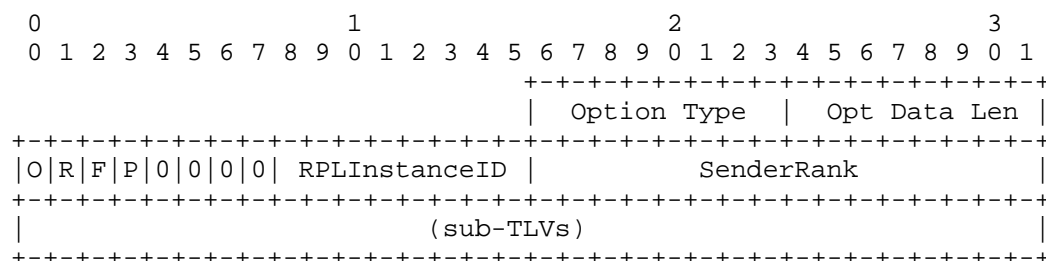 0                   1                   2                   3
 0 1 2 3 4 5 6 7 8 9 0 1 2 3 4 5 6 7 8 9 0 1 2 3 4 5 6 7 8 9 0 1
                                +-+-+-+-+-+-+-+-+-+-+-+-+-+-+-+-+
                                |  Option Type  |  Opt Data Len |
+-+-+-+-+-+-+-+-+-+-+-+-+-+-+-+-+-+-+-+-+-+-+-+-+-+-+-+-+-+-+-+-+
|O|R|F|P|0|0|0|0| RPLInstanceID |          SenderRank           |
+-+-+-+-+-+-+-+-+-+-+-+-+-+-+-+-+-+-+-+-+-+-+-+-+-+-+-+-+-+-+-+-+
|                         (sub-TLVs)                            |
+-+-+-+-+-+-+-+-+-+-+-+-+-+-+-+-+-+-+-+-+-+-+-+-+-+-+-+-+-+-+-+-+